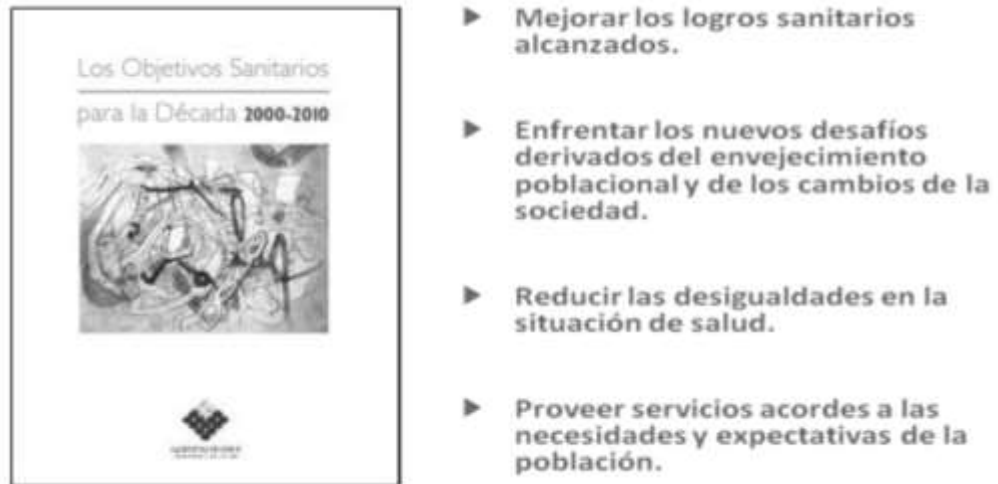 Los Objetivos Sanitarios
para la Década 2000-2010
▶ Mejorar los logros sanitarios
alcanzados.
▶ Enfrentar los nuevos desafíos
derivados del envejecimiento
poblacional y de los cambios de la
sociedad.
▶ Reducir las desigualdades en la
situación de salud.
▶ Proveer servicios acordes a las
necesidades y expectativas de la
población.